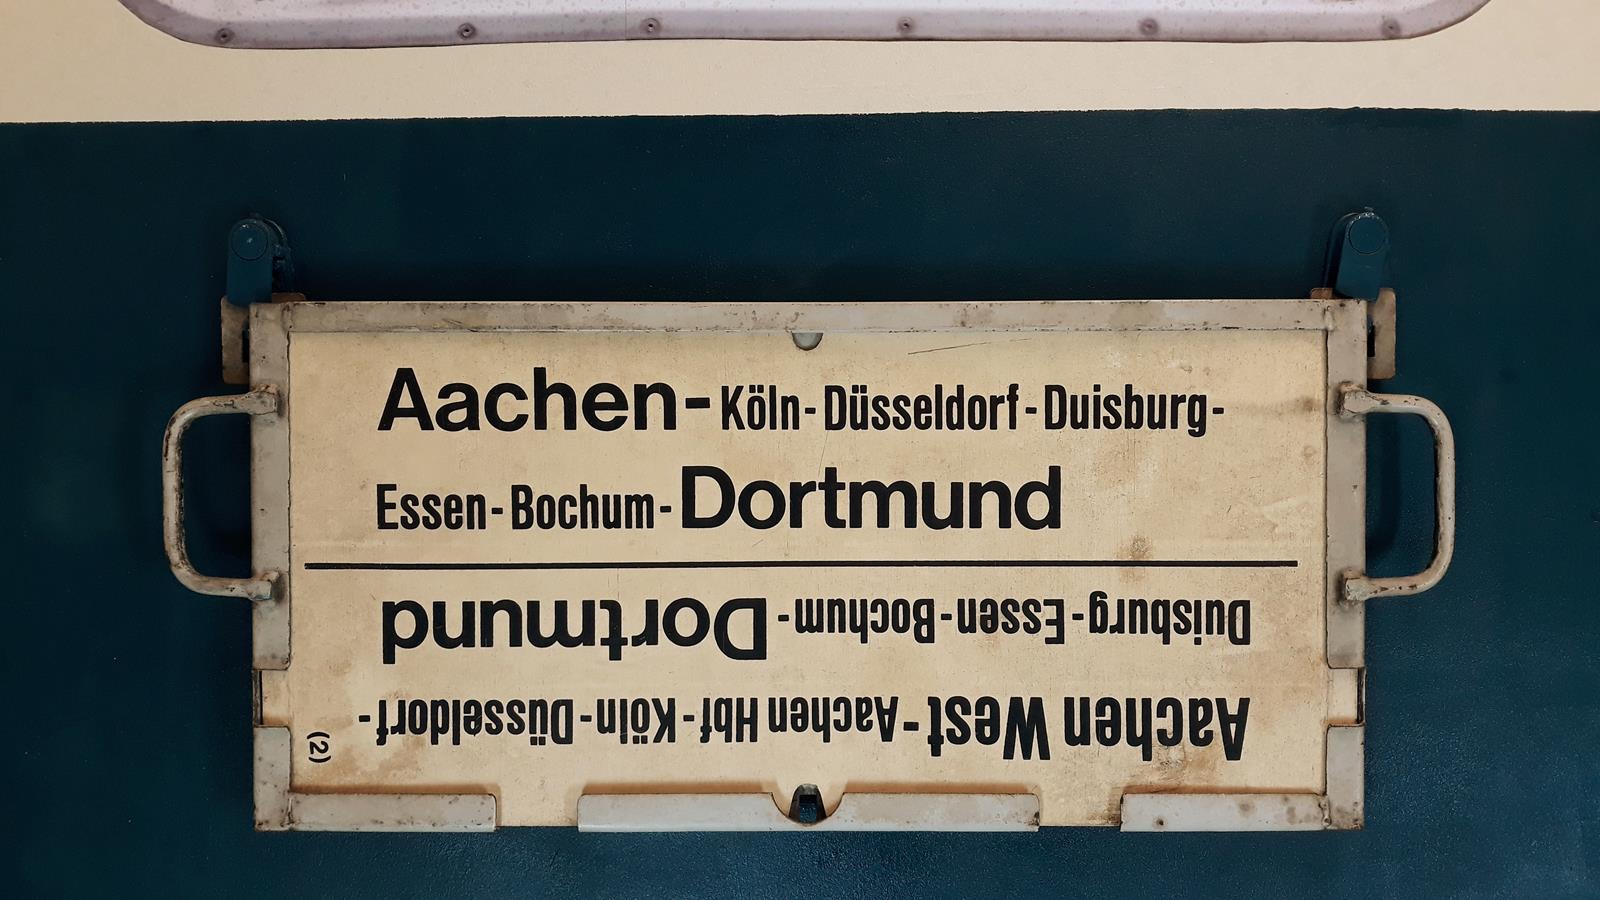 Aachen-Köln-Düsseldorf-Duisburg-
Essen-Bochum-Dortmund
Aachen West-Aachen Hbf-Köln-Düsseldorf-
Duisburg-Essen-Bochum-Dortmund
(2)